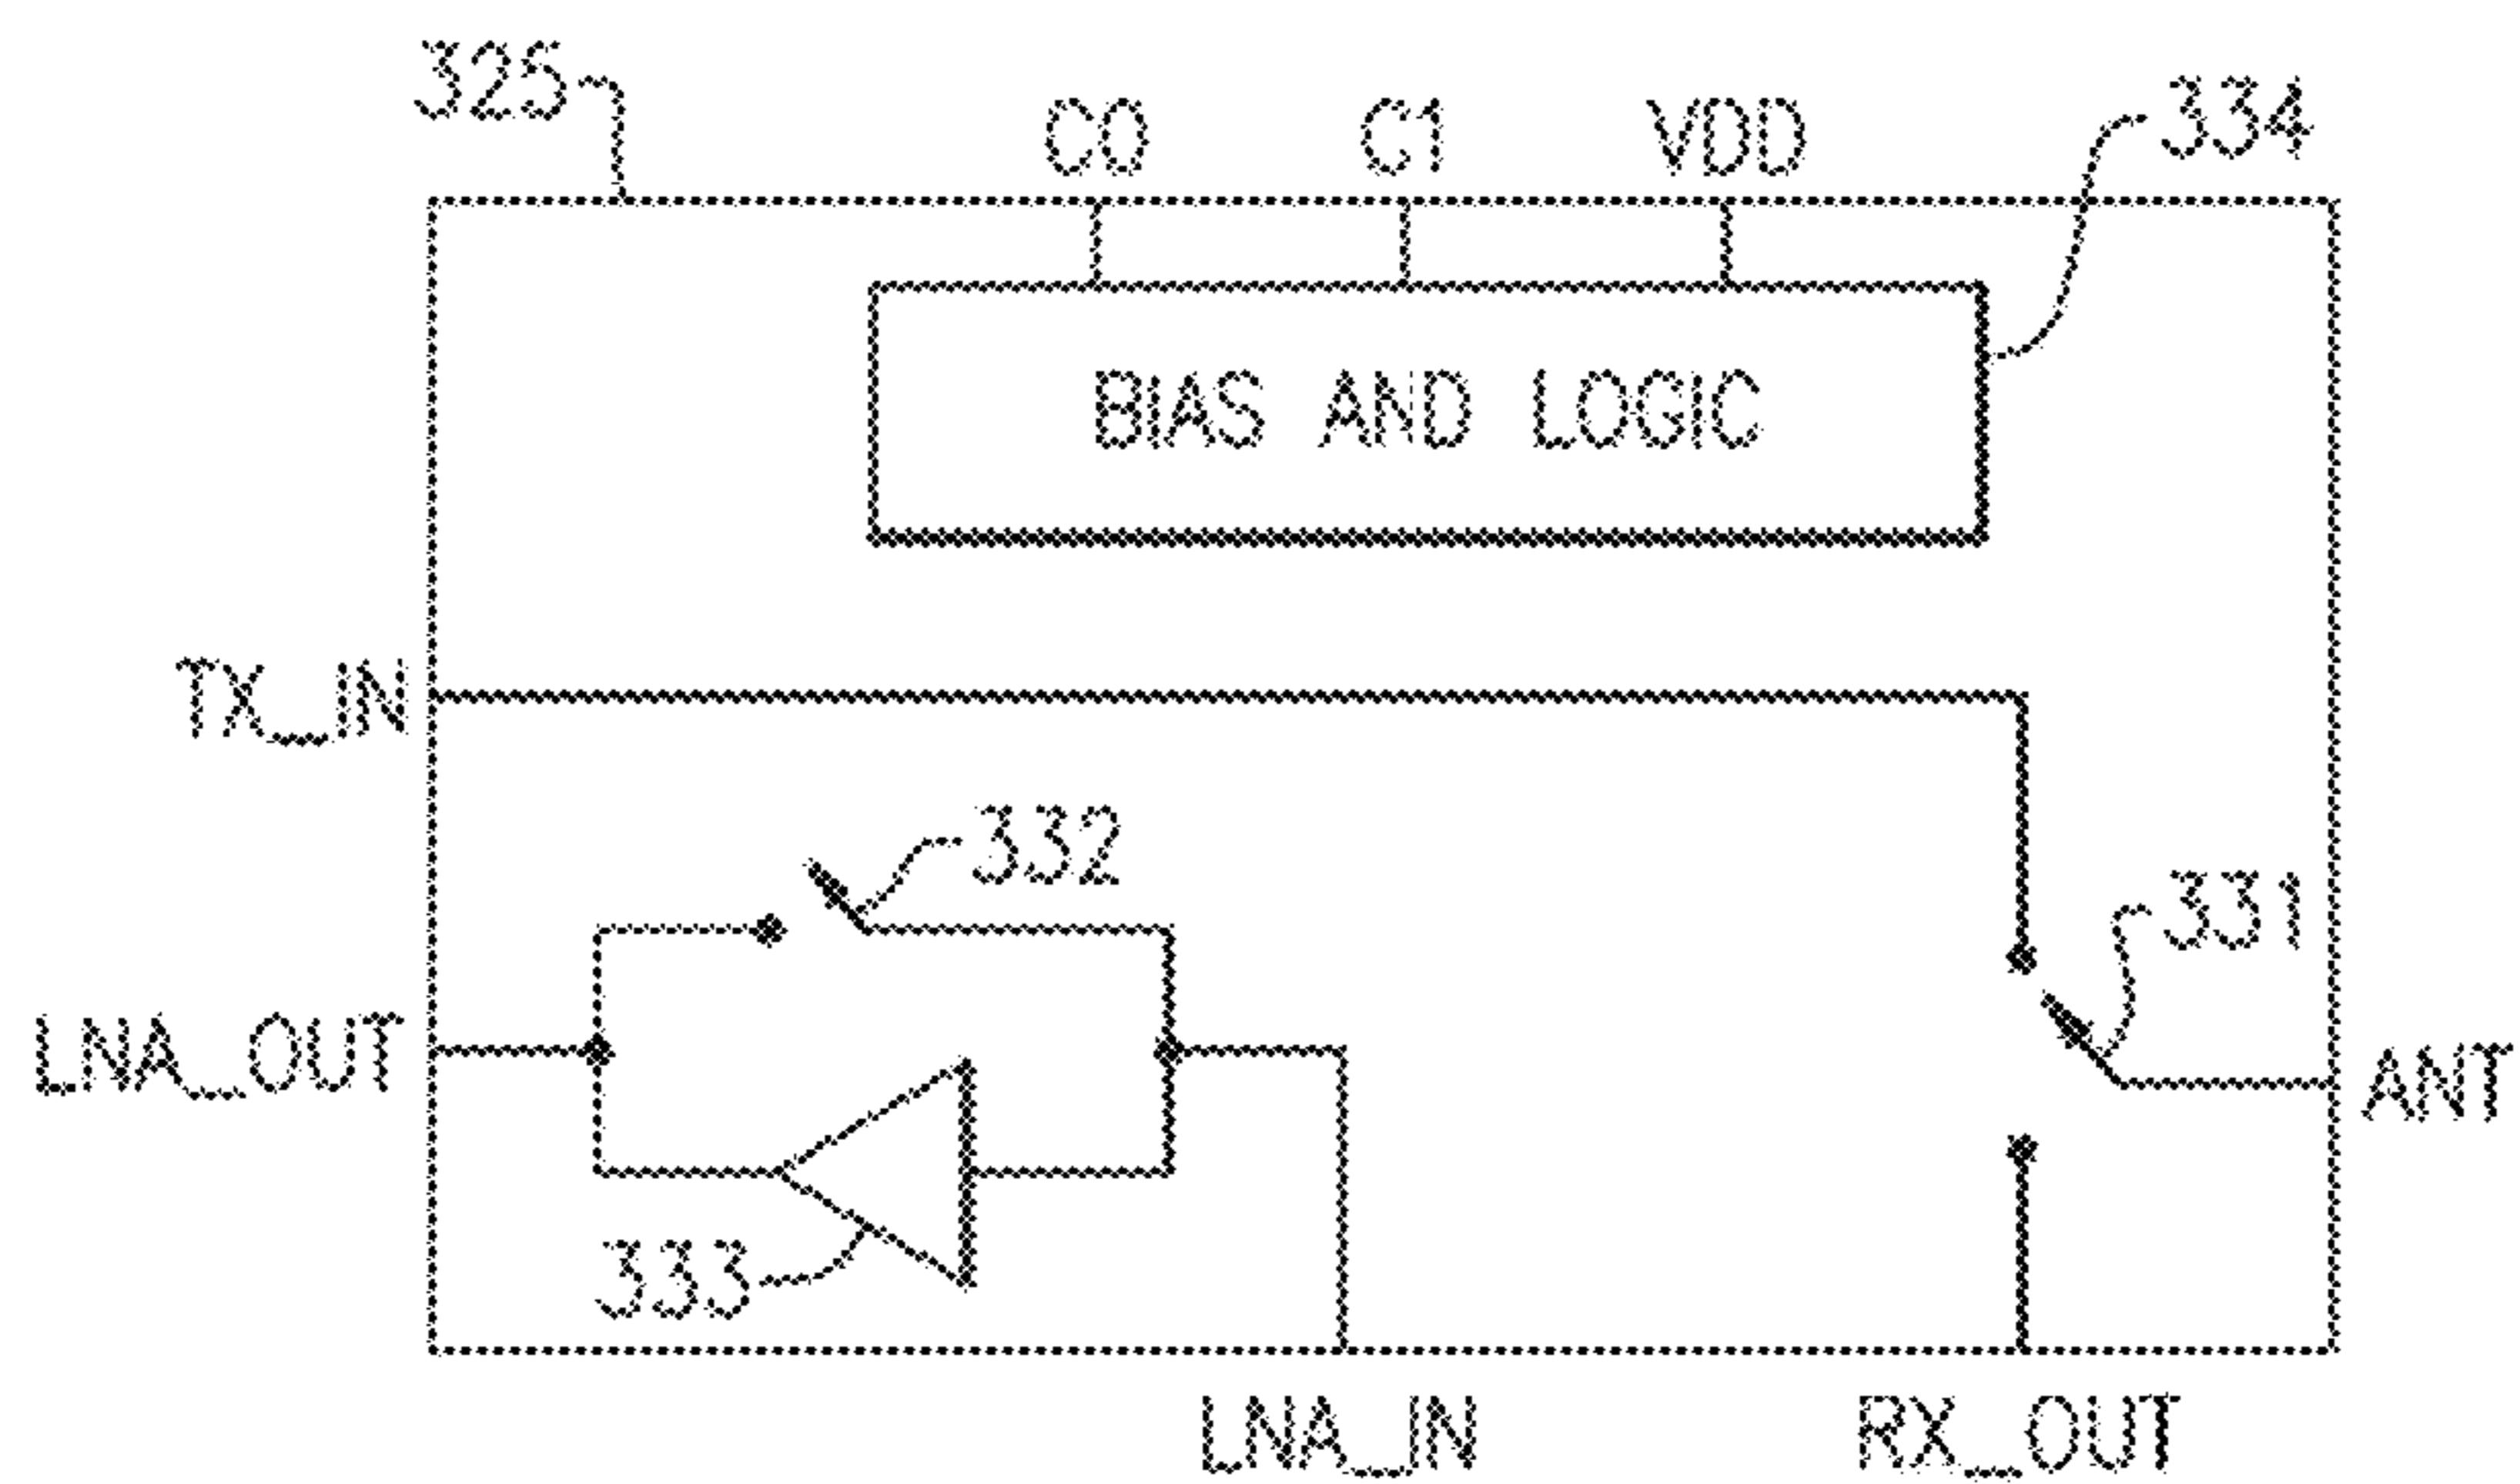 325
C0
C1
VDD
334
BIAS AND LOGIC
TX_IN
332
331
LNA_OUT
ANT
333
LNA_IN
RX_OUT